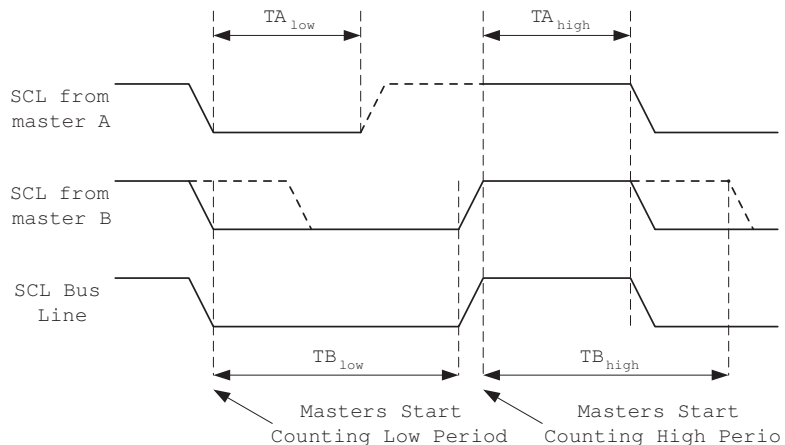 TA low
TA high
SCL from
master A
SCL from
master B
SCL Bus
Line
TB low
TB high
Masters Start
Counting Low Period
Masters Start
Counting High Perio